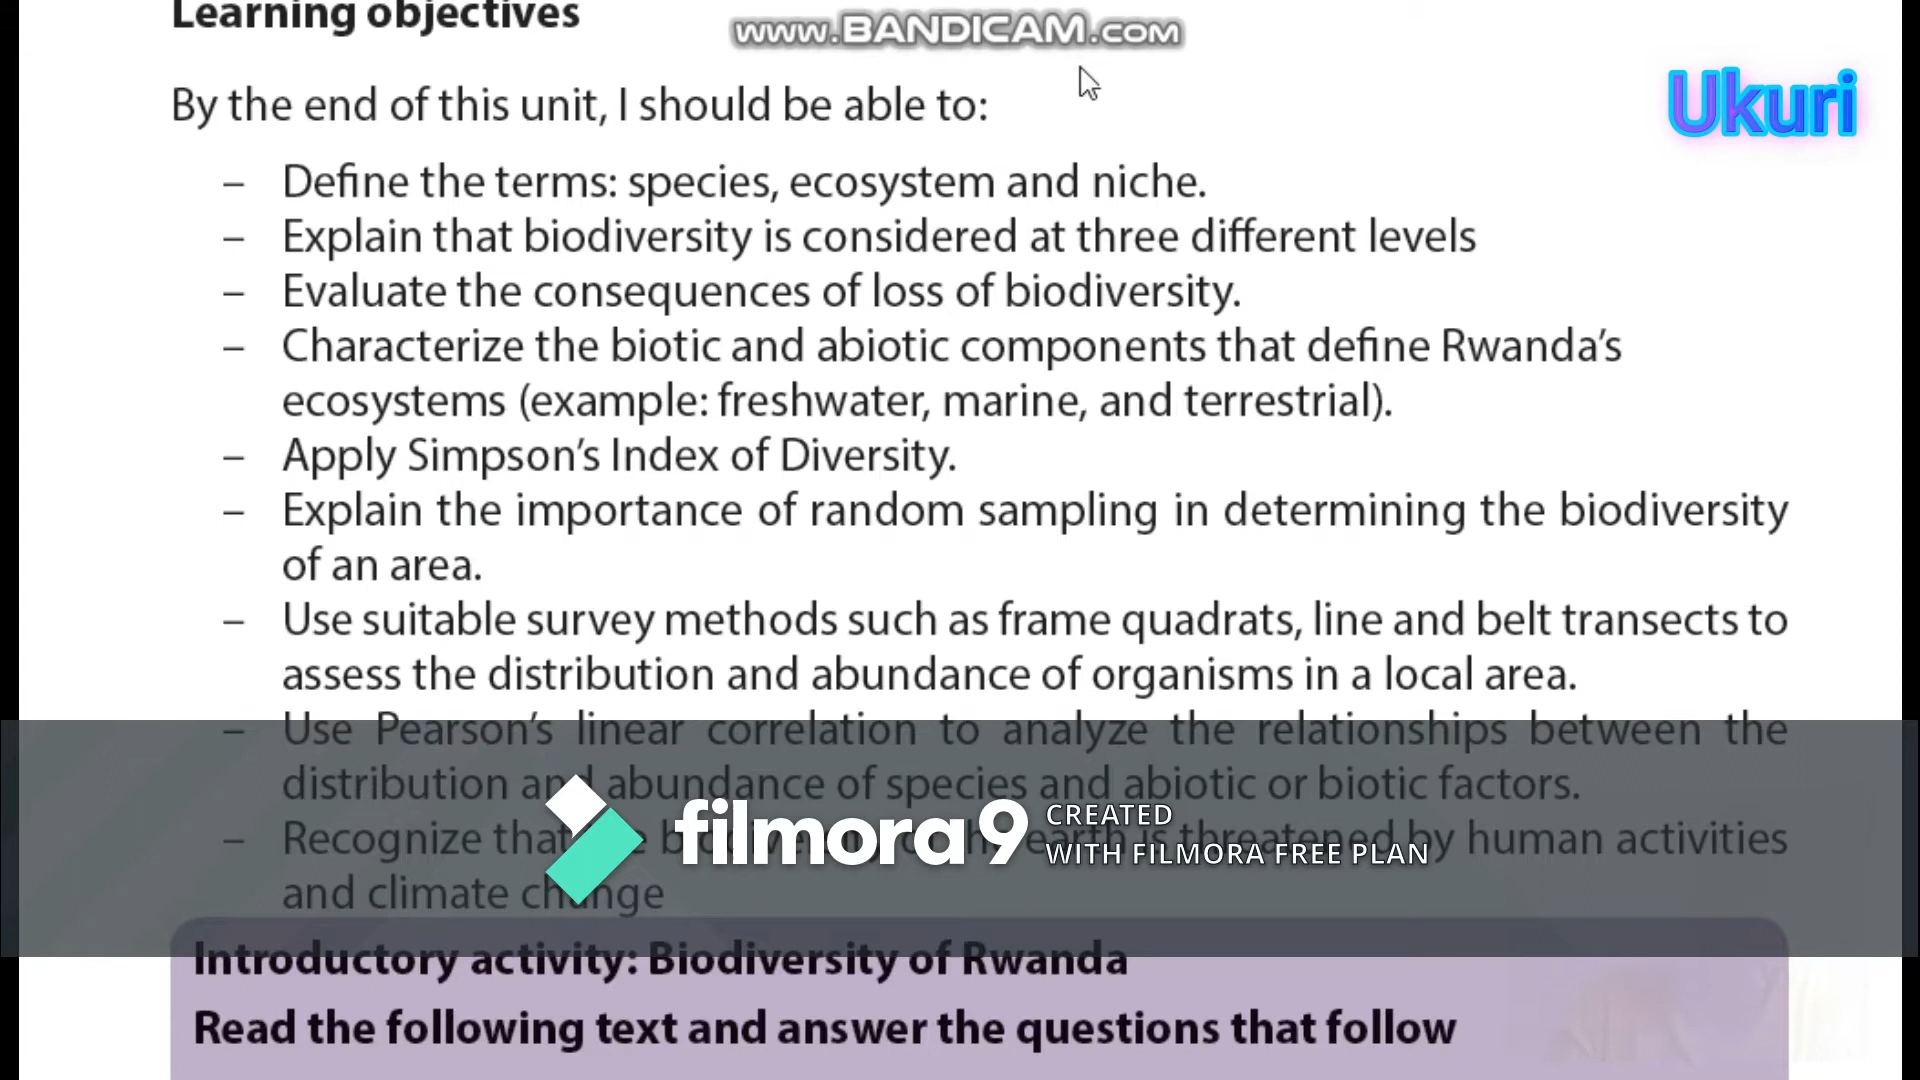 Learning objectives
www.BANDICAM.com
Ukuri
By the end of this unit, I should be able to:
– Define the terms: species, ecosystem and niche.
– Explain that biodiversity is considered at three different levels
– Evaluate the consequences of loss of biodiversity.
– Characterize the biotic and abiotic components that define Rwanda's
ecosystems (example: freshwater, marine, and terrestrial).
– Apply Simpson's Index of Diversity.
– Explain the importance of random sampling in determining the biodiversity
of an area.
– Use suitable survey methods such as frame quadrats, line and belt transects to
assess the distribution and abundance of organisms in a local area.
– Use Pearson's linear correlation to analyze the relationships between the
distribution and abundance of species and abiotic or biotic factors.
– Recognize that earth is threatened by human activities
and climate change
filmora9
CREATED
WITH FILMORA FREE PLAN
Introductory activity: Biodiversity of Rwanda
Read the following text and answer the questions that follow